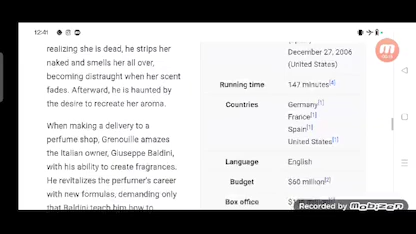 12:41
realizing she is dead, he strips her
naked and smells her all over,
becoming distraught when her scent
fades. Afterward, he is haunted by
the desire to recreate her aroma.
When making a delivery to a
perfume shop, Grenouille amazes
the Italian owner, Giuseppe Baldini,
with his ability to create fragrances.
He revitalizes the perfumer's career
with new formulas, demanding only
that Baldini teach him how to
December 27, 2006
(United States)
Running time 147 minutes[4]
Countries Germany[1]
France[1]
Spain[1]
United States[1]
Language English
Budget $60 million[2]
Box office
Recorded by Mobizen